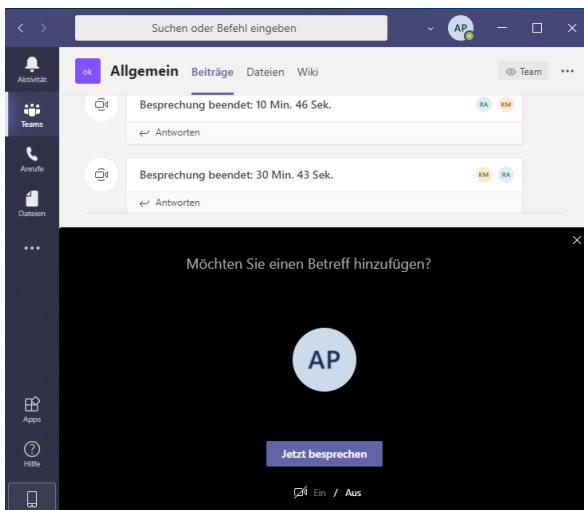 Suchen oder Befehl eingeben
AP
Aktivität
Teams
Anrufe
Dateien
Apps
Hilfe
ok Allgemein Beiträge Dateien Wiki Team
Besprechung beendet: 10 Min. 46 Sek. RA KM
Antworten
Besprechung beendet: 30 Min. 43 Sek. KM RA
Antworten
Möchten Sie einen Betreff hinzufügen?
AP
Jetzt besprechen
Ein / Aus